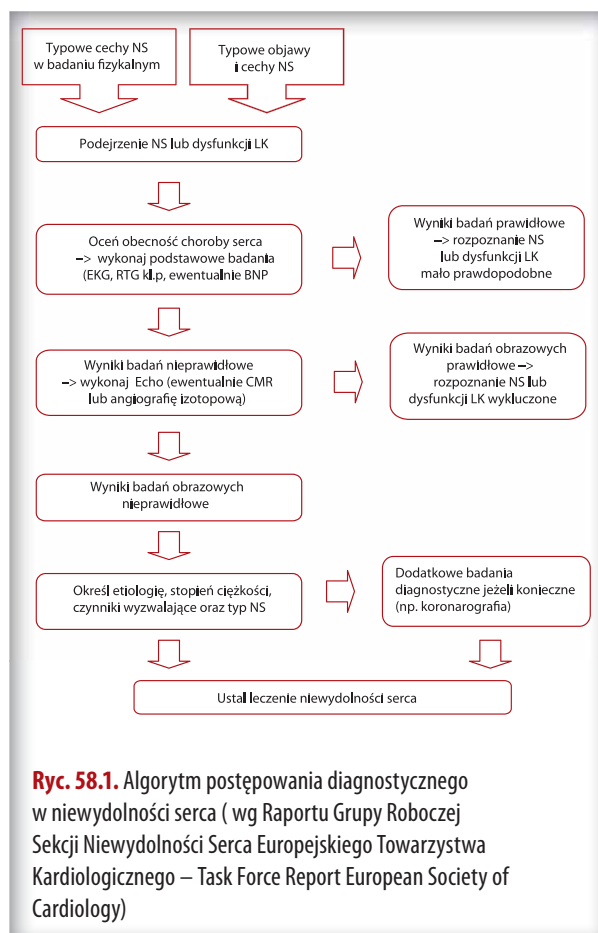 Typowe cechy NS
w badaniu fizykalnym
Typowe objawy
i cechy NS
Podejrzenie NS lub dysfunkcji LK
Oceń obecność choroby serca
–> wykonaj podstawowe badania
(EKG, RTG kl.p, ewentualnie BNP
Wyniki badań prawidłowe
–> rozpoznanie NS
lub dysfunkcji LK
mało prawdopodobne
Wyniki badań nieprawidłowe
–> wykonaj Echo (ewentualnie CMR
lub angiografię izotopową)
Wyniki badań obrazowych
prawidłowe –>
rozpoznanie NS lub
dysfunkcji LK wykluczone
Wyniki badań obrazowych
nieprawidłowe
Określ etiologię, stopień ciężkości,
czynniki wyzwalające oraz typ NS
Dodatkowe badania
diagnostyczne jeżeli konieczne
(np. koronarografia)
Ustal leczenie niewydolności serca
Ryc. 58.1. Algorytm postępowania diagnostycznego
w niewydolności serca ( wg Raportu Grupy Roboczej
Sekcji Niewydolności Serca Europejskiego Towarzystwa
Kardiologicznego – Task Force Report European Society of
Cardiology)